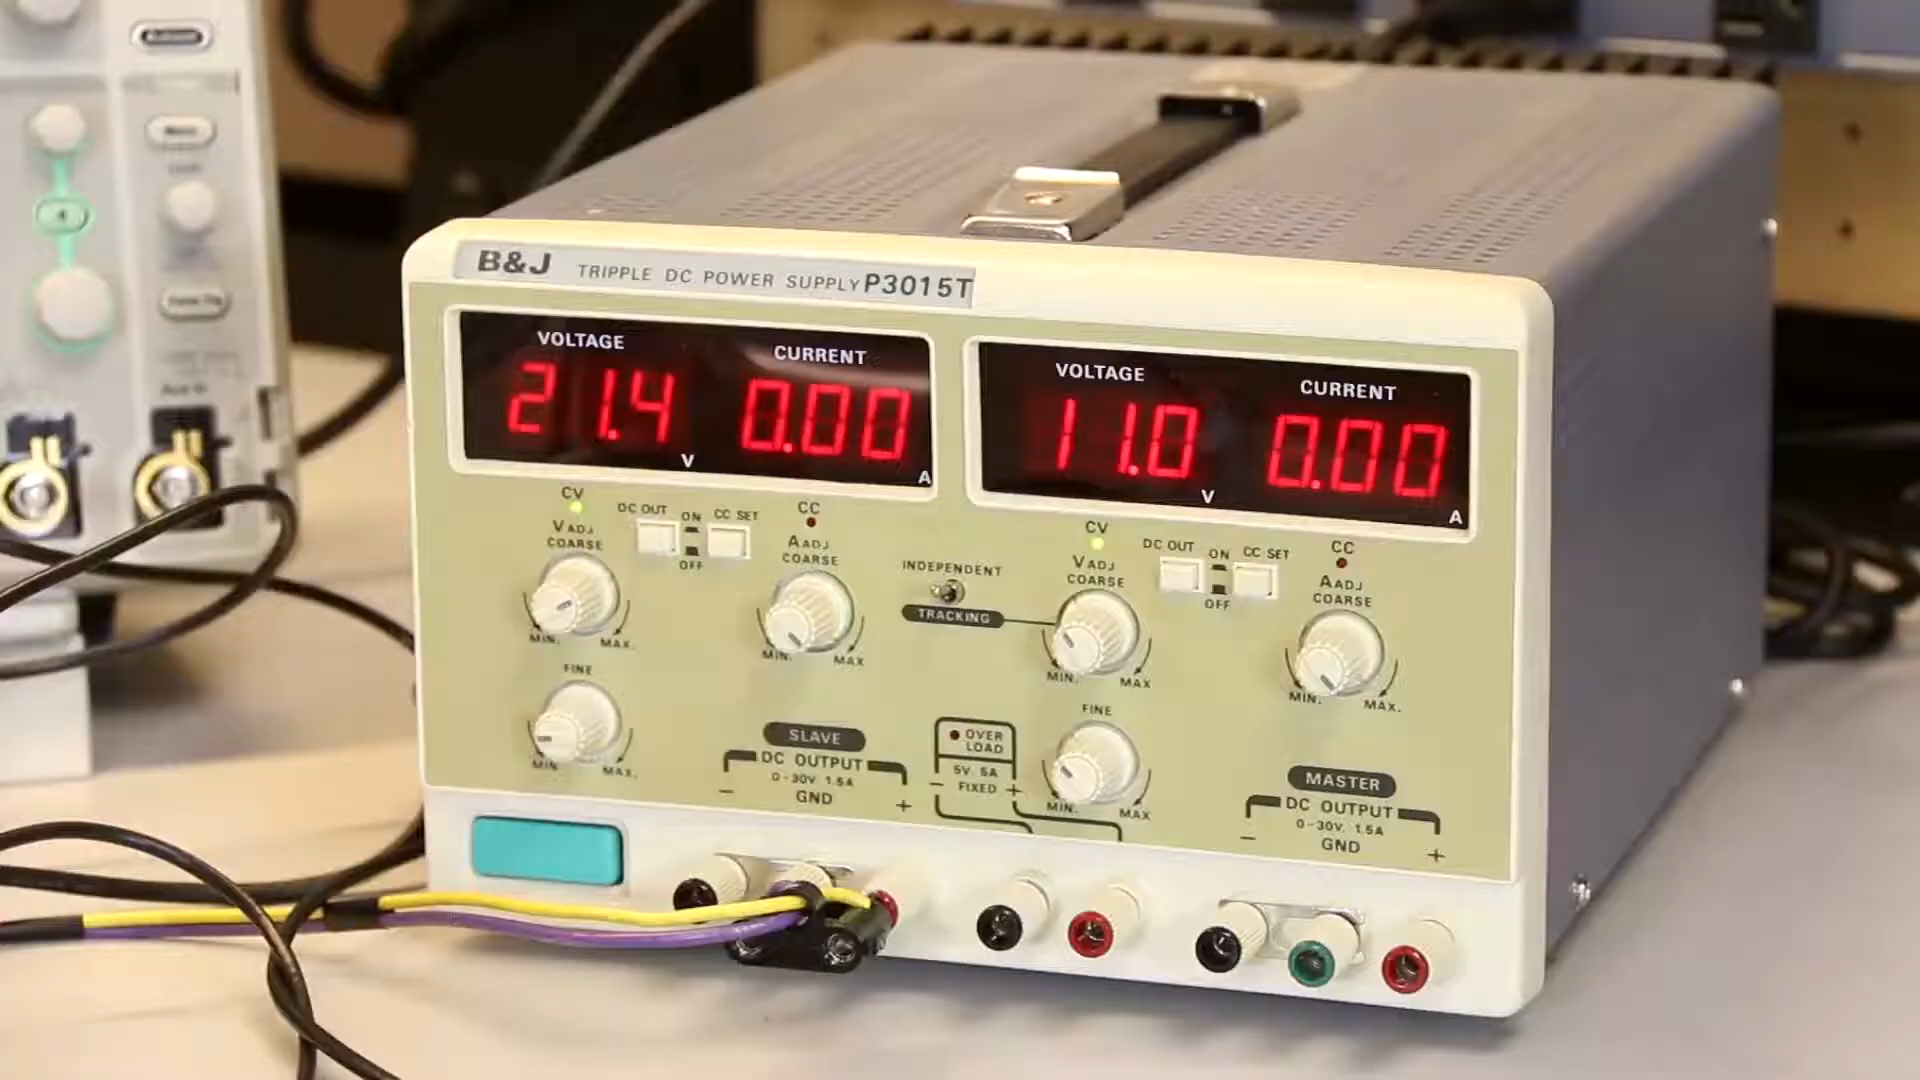 B&J TRIPPLE DC POWER SUPPLY P3015T
VOLTAGE CURRENT
21.4 V 0.00 A
VOLTAGE CURRENT
11.0 V 0.00 A
CV
VADJ
COARSE
DC OUT ON CC SET
OFF
CC
AADJ
COARSE
MIN. MAX.
MIN. MAX
FINE
MIN. MAX.
INDEPENDENT
TRACKING
CV
VADJ
COARSE
DC OUT ON CC SET
OFF
CC
AADJ
COARSE
MIN. MAX
MIN. MAX.
FINE
MIN. MAX
SLAVE
DC OUTPUT
0-30V 1.5A
- GND +
OVER
LOAD
5V. 5A
- FIXED +
MASTER
DC OUTPUT
0-30V. 1.5A
- GND +
4
Menu
Aux In